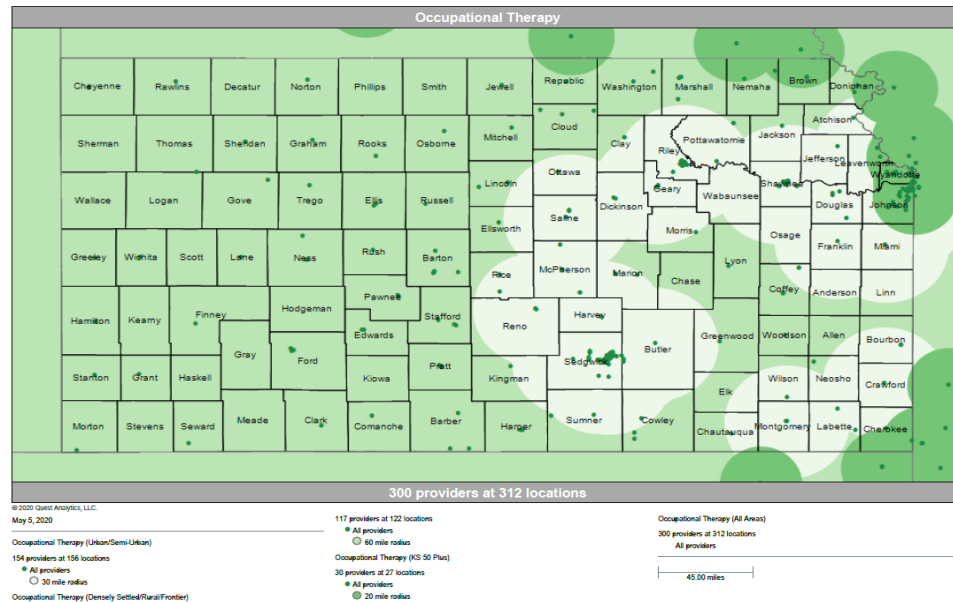 Occupational Therapy
Cheyenne Rawlins Decatur Norton Phillips Smith Jewell Republic Washington Marshall Nemaha Brown Doniphan
Atchison
Sherman Thomas Sheridan Graham Rooks Osborne Mitchell Cloud Clay Riley Pottawatomie Jackson Jefferson Leavenworth
Wyandotte
Wallace Logan Gove Trego Ellis Russell Lincoln Ottawa Geary Wabaunsee Shawnee Douglas Johnson
Saline Dickinson
Ellsworth Morris Osage Franklin Miami
Greeley Wichita Scott Lane Ness Rush Barton Rice McPherson Marion Chase Lyon Coffey Anderson Linn
Hamilton Kearny Finney Hodgeman Pawnee Stafford Reno Harvey
Edwards Greenwood Woodson Allen Bourbon
Gray Ford Sedgwick Butler
Stanton Grant Haskell Kiowa Pratt Kingman Elk Wilson Neosho Crawford
Morton Stevens Seward Meade Clark Comanche Barber Harper Sumner Cowley Chautauqua Montgomery Labette Cherokee
300 providers at 312 locations
© 2020 Quest Analytics, LLC.
May 5, 2020
Occupational Therapy (Urban/Semi-Urban)
154 providers at 156 locations
All providers
30 mile radius
Occupational Therapy (Densely Settled/Rural/Frontier)
117 providers at 122 locations
All providers
60 mile radius
Occupational Therapy (KS 50 Plus)
30 providers at 27 locations
All providers
20 mile radius
Occupational Therapy (All Areas)
300 providers at 312 locations
All providers
45.00 miles